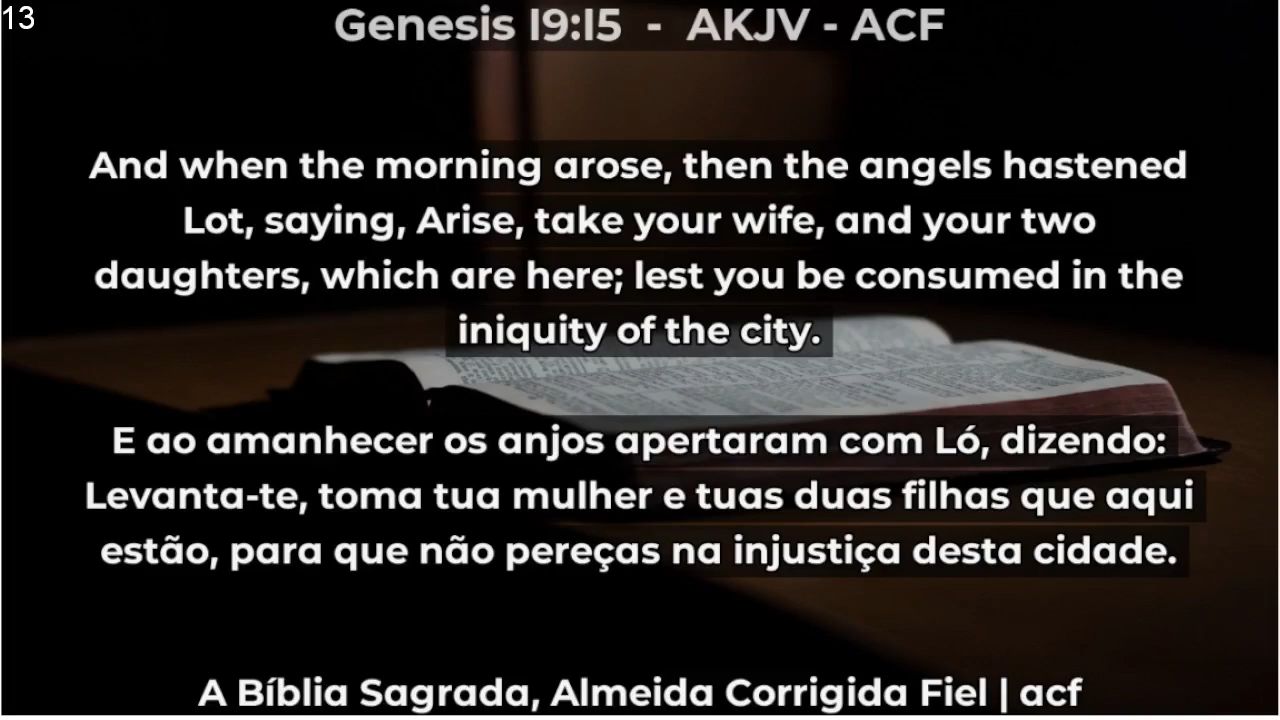 13
Genesis 19:15 - AKJV - ACF
And when the morning arose, then the angels hastened
Lot, saying, Arise, take your wife, and your two
daughters, which are here; lest you be consumed in the
iniquity of the city.
E ao amanhecer os anjos apertaram com Ló, dizendo:
Levanta-te, toma tua mulher e tuas duas filhas que aqui
estão, para que não pereças na injustiça desta cidade.
A Bíblia Sagrada, Almeida Corrigida Fiel | acf